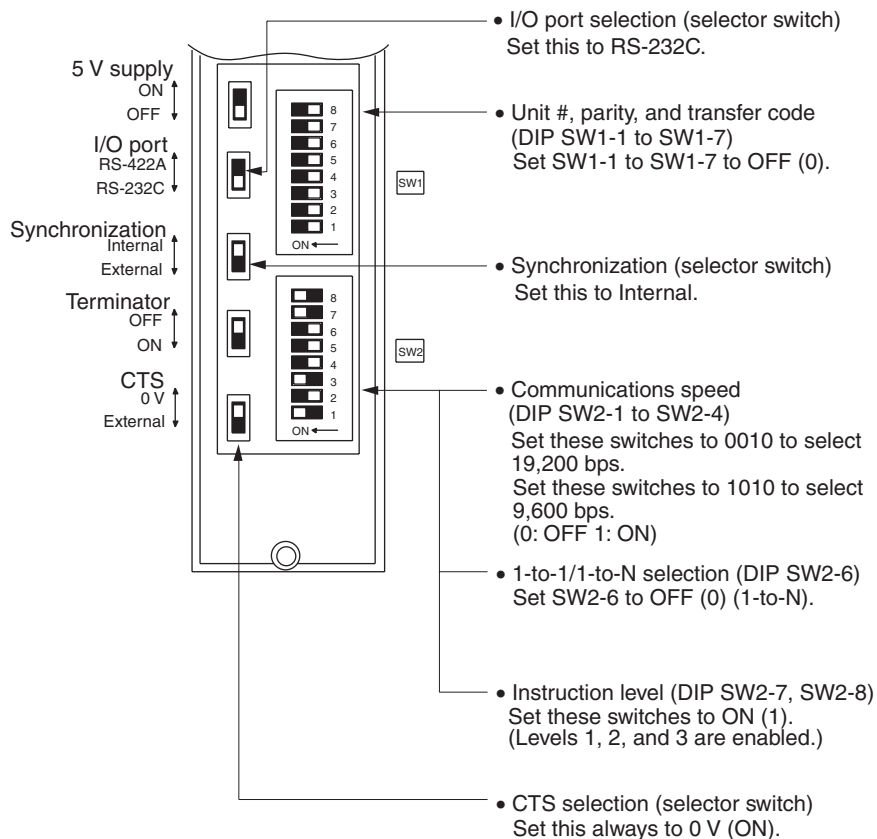 5 V supply
ON
OFF
I/O port
RS-422A
RS-232C
Synchronization
Internal
External
Terminator
OFF
ON
CTS
0 V
External
8
7
6
5
4
3
2
1
ON
SW1
8
7
6
5
4
3
2
1
ON
SW2
• I/O port selection (selector switch)
Set this to RS-232C.
• Unit #, parity, and transfer code
(DIP SW1-1 to SW1-7)
Set SW1-1 to SW1-7 to OFF (0).
• Synchronization (selector switch)
Set this to Internal.
• Communications speed
(DIP SW2-1 to SW2-4)
Set these switches to 0010 to select
19,200 bps.
Set these switches to 1010 to select
9,600 bps.
(0: OFF 1: ON)
• 1-to-1/1-to-N selection (DIP SW2-6)
Set SW2-6 to OFF (0) (1-to-N).
• Instruction level (DIP SW2-7, SW2-8)
Set these switches to ON (1).
(Levels 1, 2, and 3 are enabled.)
• CTS selection (selector switch)
Set this always to 0 V (ON).